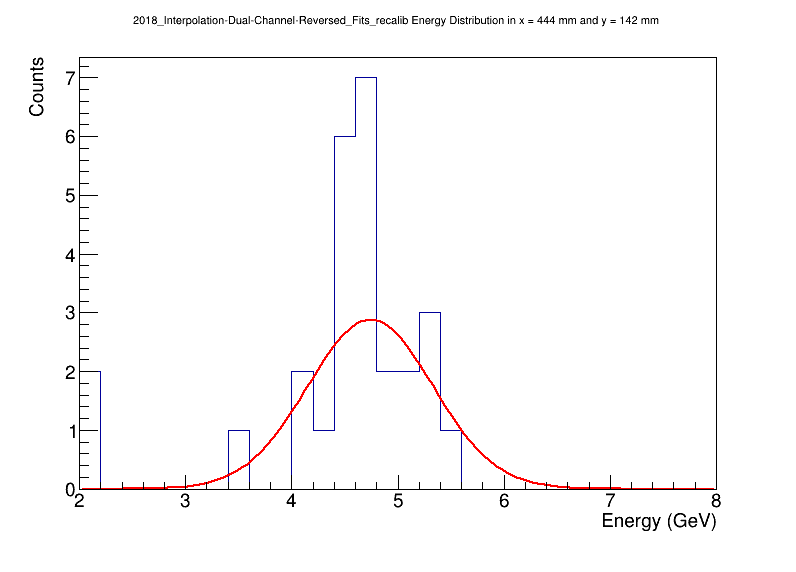 2018_Interpolation-Dual-Channel-Reversed_Fits_recalib Energy Distribution in x = 444 mm and y = 142 mm
Counts
7
6
5
4
3
2
1
0
2 3 4 5 6 7 8
Energy (GeV)